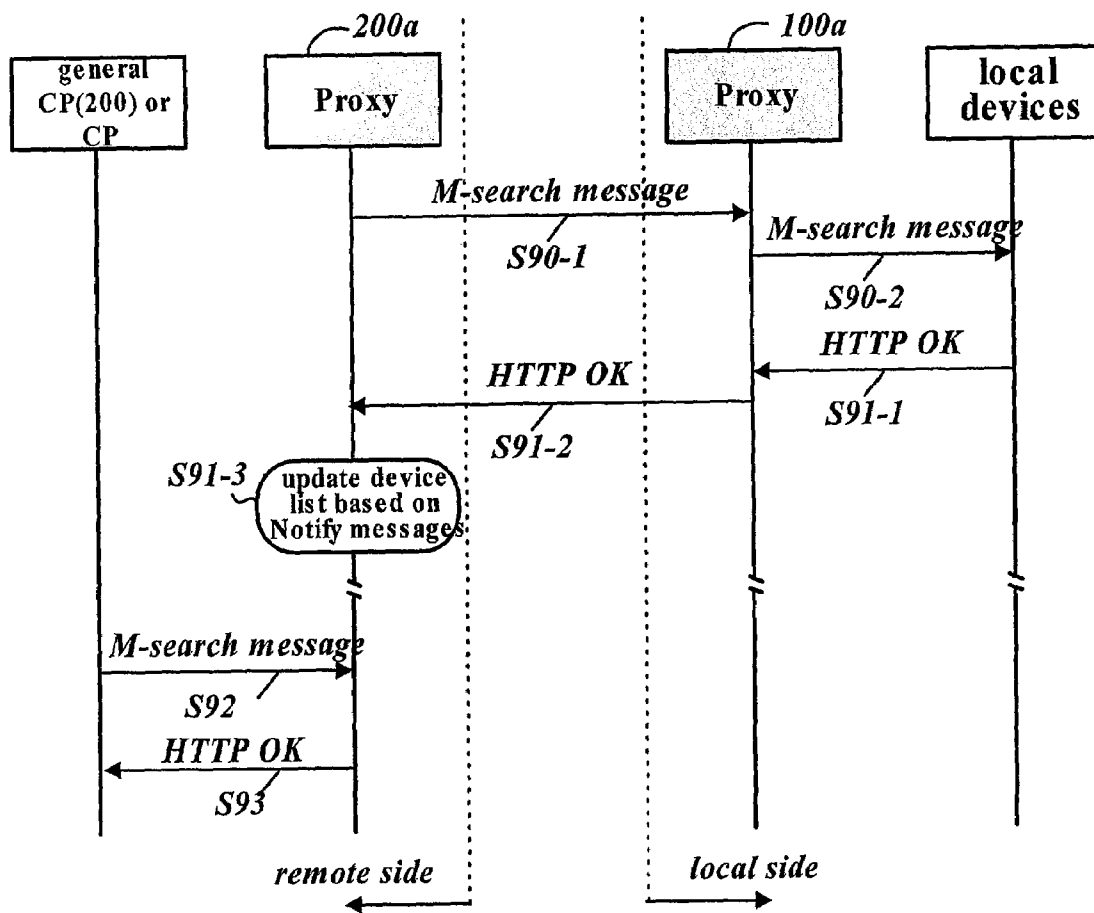 200a
100a
general
CP(200) or
CP
Proxy
Proxy
local
devices
M-search message
S90-1
M-search message
S90-2
HTTP OK
S91-1
HTTP OK
S91-2
S91-3
update device
list based on
Notify messages
M-search message
S92
HTTP OK
S93
remote side
local side